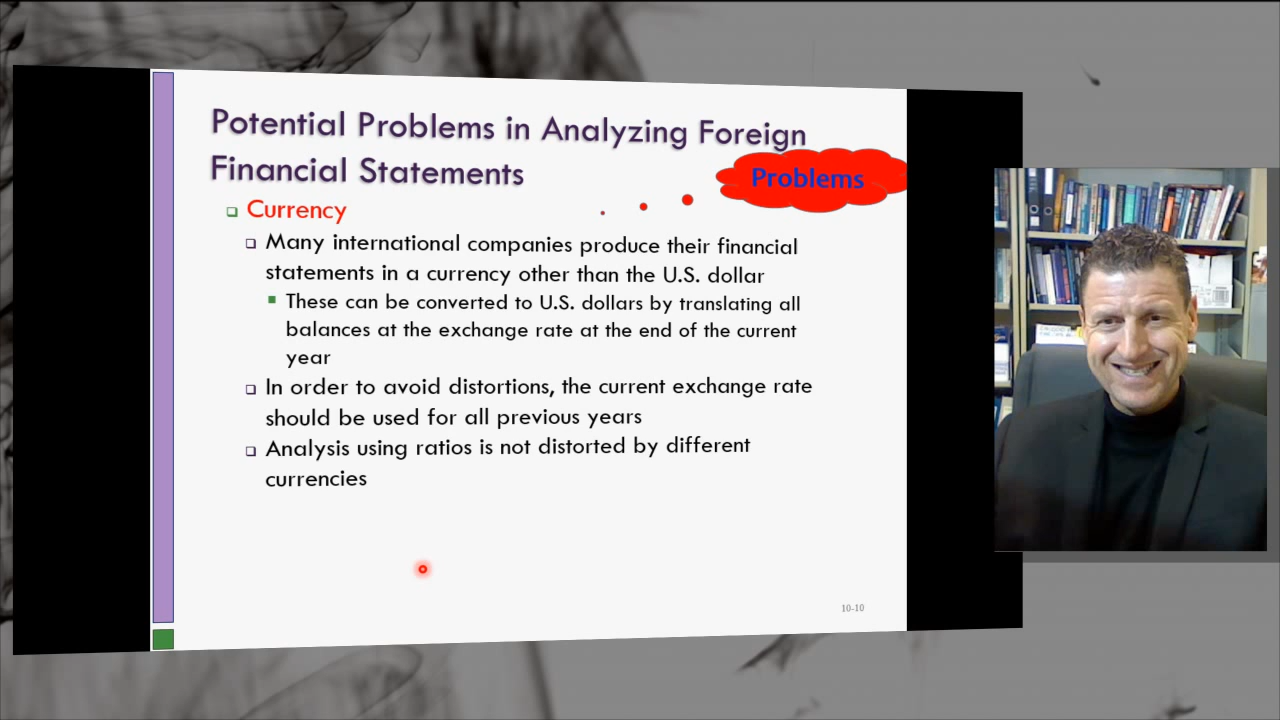 Potential Problems in Analyzing Foreign
Financial Statements
Problems
Currency
Many international companies produce their financial
statements in a currency other than the U.S. dollar
These can be converted to U.S. dollars by translating all
balances at the exchange rate at the end of the current
year
In order to avoid distortions, the current exchange rate
should be used for all previous years
Analysis using ratios is not distorted by different
currencies
10-10